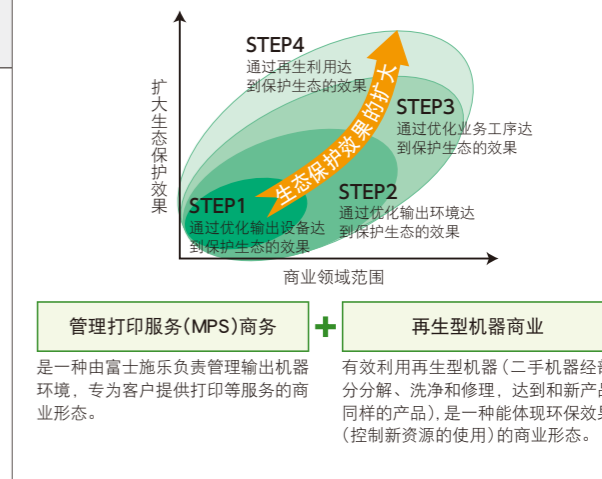 STEP4
通过再生利用达
到保护生态的效果
扩大生态保护效果
生态保护效果的扩大
STEP3
通过优化业务工序达
到保护生态的效果
STEP2
通过优化输出环境达
到保护生态的效果
STEP1
通过优化输出设备达
到保护生态的效果
商业领域范围
管理打印服务(MPS)商务
+
再生型机器商业
是一种由富士施乐负责管理输出机器
环境，专为客户提供打印等服务的商
业形态。
有效利用再生型机器(二手机器经部
分分解、洗净和修理，达到和新产品
同样的产品),是一种能体现环保效果
(控制新资源的使用)的商业形态。